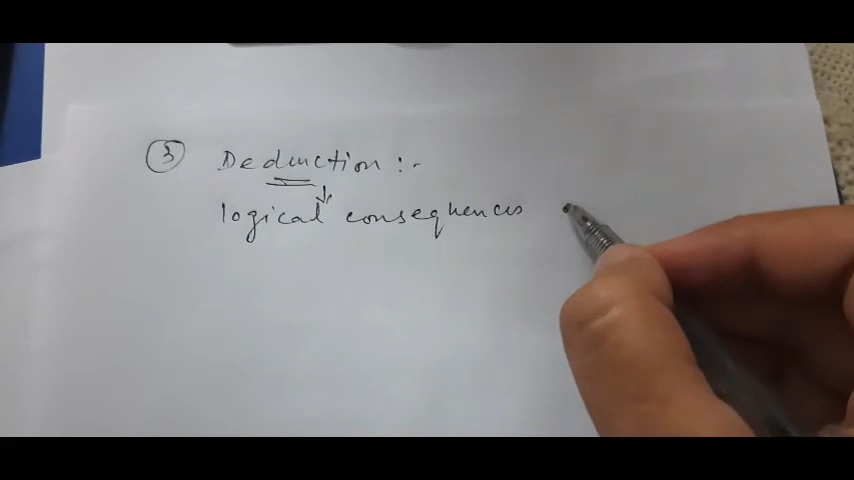 ③ Deduction :-
logical consequences